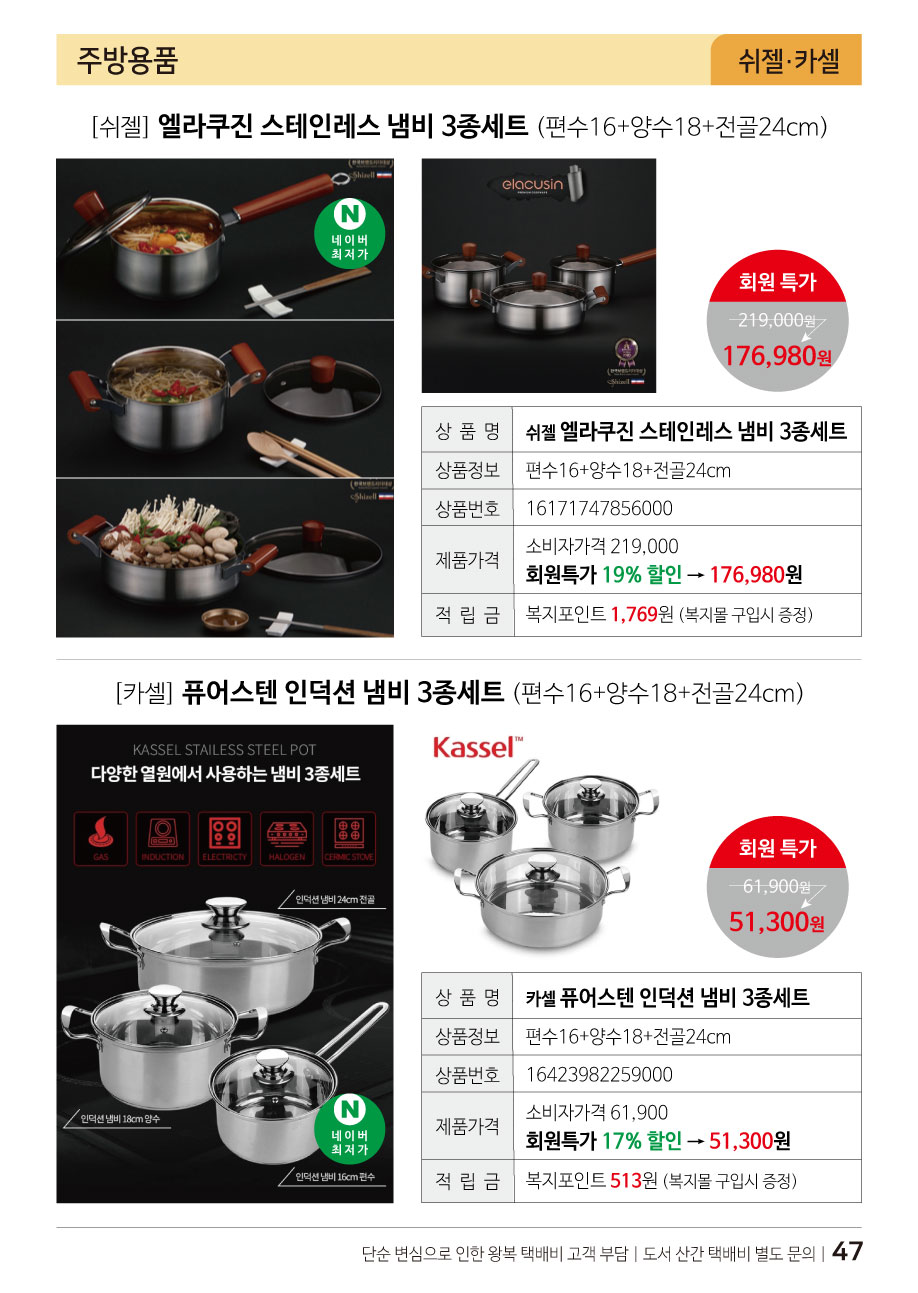 주방용품
쉬젤·카셀
[쉬젤] 엘라쿠진 스테인레스 냄비 3종세트 (편수16+양수18+전골24cm)
Shizell
N
네이버
최저가
Shizell
Shizell
elacusin
Shizell
회원 특가
219,000원
176,980원
상 품 명 쉬젤 엘라쿠진 스테인레스 냄비 3종세트
상품정보 편수16+양수18+전골24cm
상품번호 16171747856000
제품가격 소비자가격 219,000
회원특가 19% 할인 → 176,980원
적 립 금 복지포인트 1,769원 (복지몰 구입시 증정)
[카셀] 퓨어스텐 인덕션 냄비 3종세트 (편수16+양수18+전골24cm)
KASSEL STAILESS STEEL POT
다양한 열원에서 사용하는 냄비 3종세트
GAS INDUCTION ELECTRICTY HALOGEN CERMIC STOVE
인덕션 냄비 24cm 전골
인덕션 냄비 18cm 양수
N
네이버
최저가
인덕션 냄비 16cm 편수
Kassel™
회원 특가
61,900원
51,300원
상 품 명 카셀 퓨어스텐 인덕션 냄비 3종세트
상품정보 편수16+양수18+전골24cm
상품번호 16423982259000
제품가격 소비자가격 61,900
회원특가 17% 할인 → 51,300원
적 립 금 복지포인트 513원 (복지몰 구입시 증정)
단순 변심으로 인한 왕복 택배비 고객 부담 | 도서 산간 택배비 별도 문의 | 47